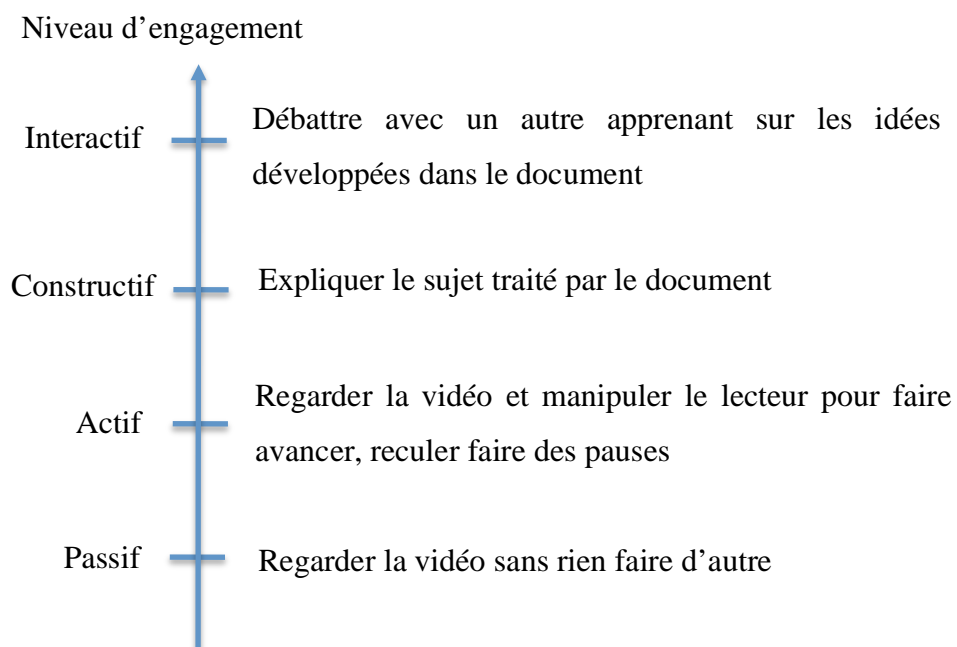 Niveau d’engagement
Interactif
Débattre avec un autre apprenant sur les idées
développées dans le document
Constructif
Expliquer le sujet traité par le document
Actif
Regarder la vidéo et manipuler le lecteur pour faire
avancer, reculer faire des pauses
Passif
Regarder la vidéo sans rien faire d’autre